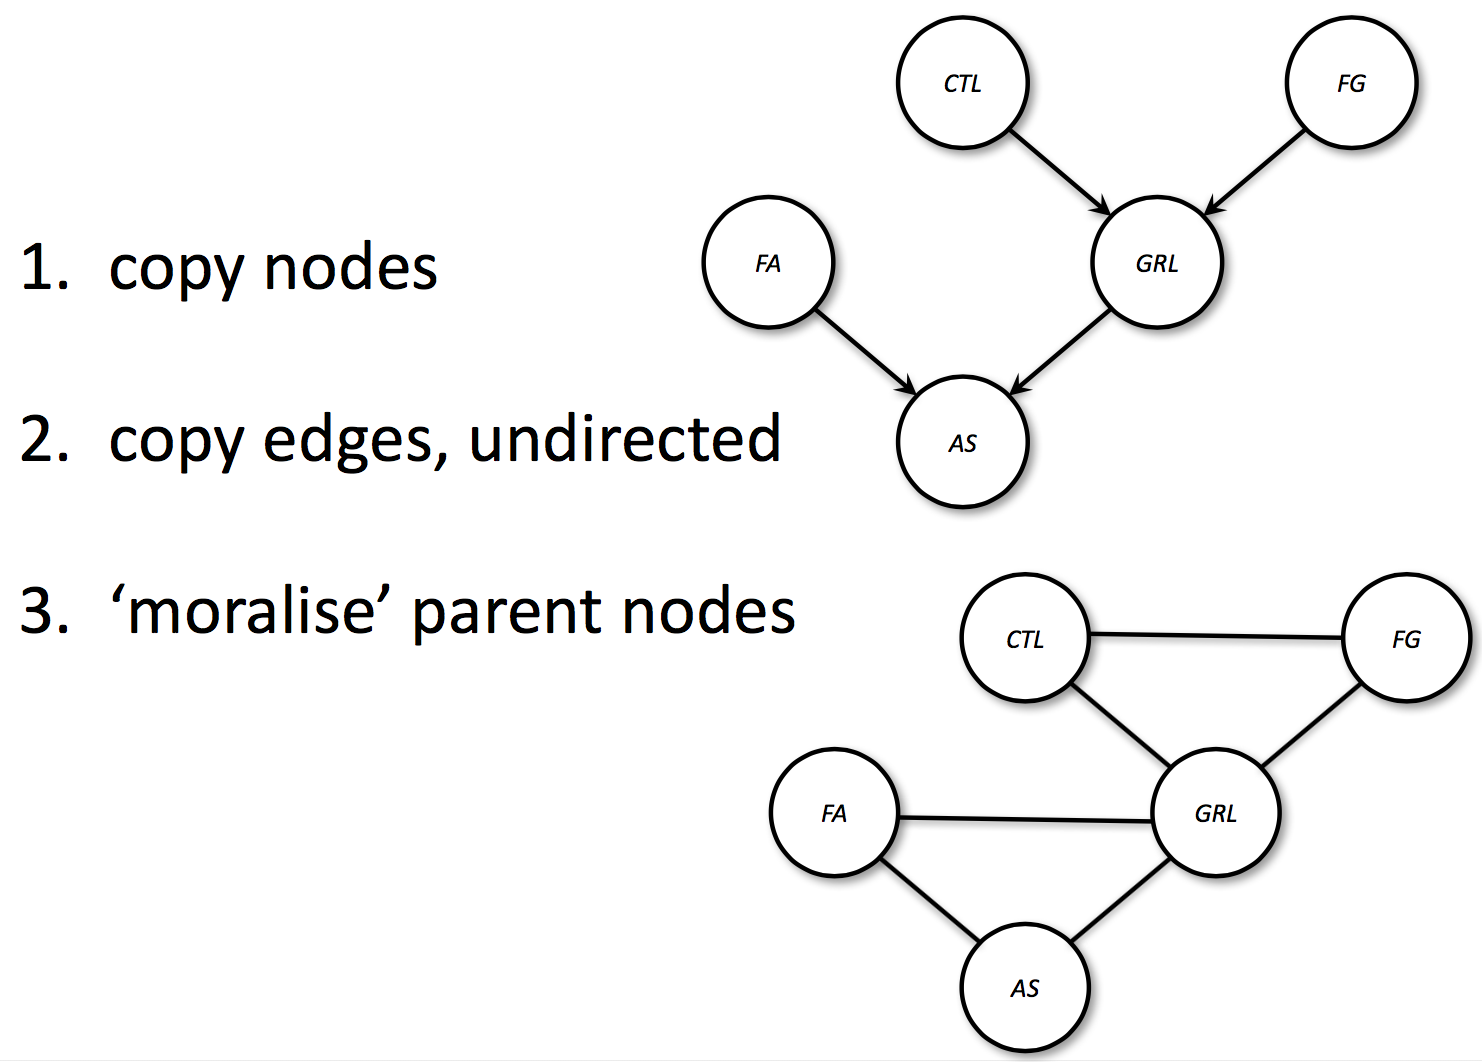 1. copy nodes
2. copy edges, undirected
3. ‘moralise’ parent nodes
CTL
FG
FA
GRL
AS
CTL
FG
FA
GRL
AS